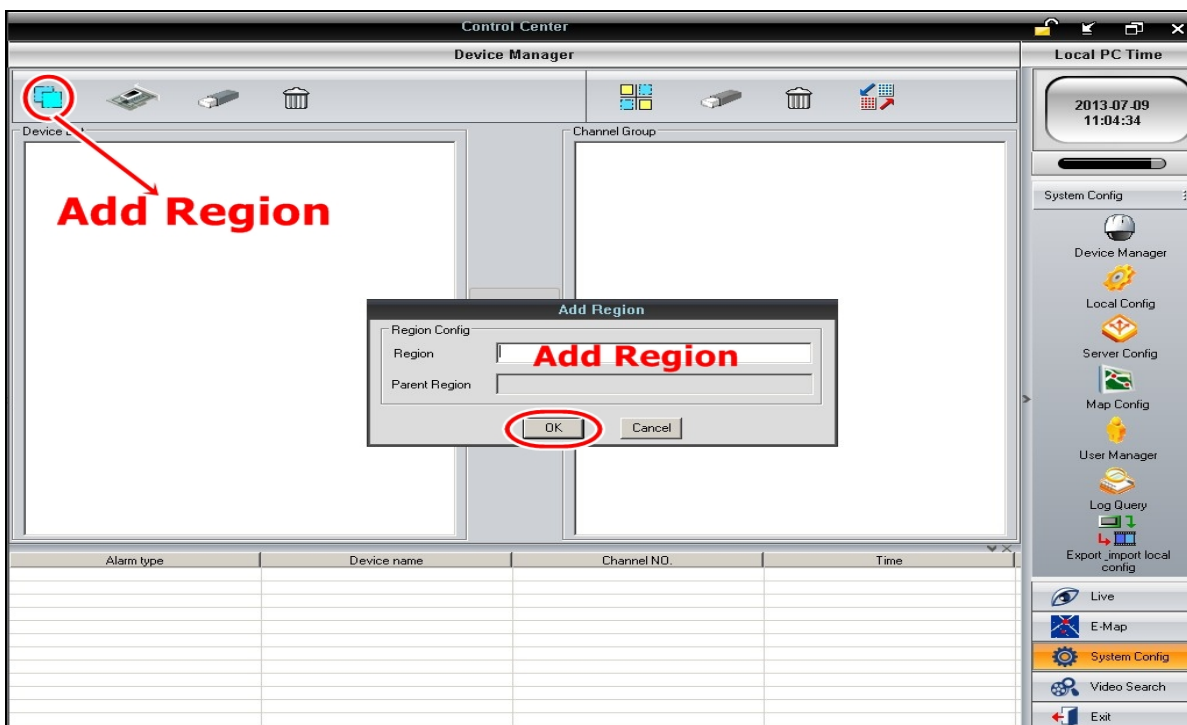 Control Center
Device Manager
Local PC Time
2013-07-09
11:04:34
Device List
Channel Group
Add Region
Add Region
Region Config
Region
Add Region
Parent Region
OK
Cancel
System Config
Device Manager
Local Config
Server Config
Map Config
User Manager
Log Query
Export_import local
config
Alarm type
Device name
Channel NO.
Time
Live
E-Map
System Config
Video Search
Exit